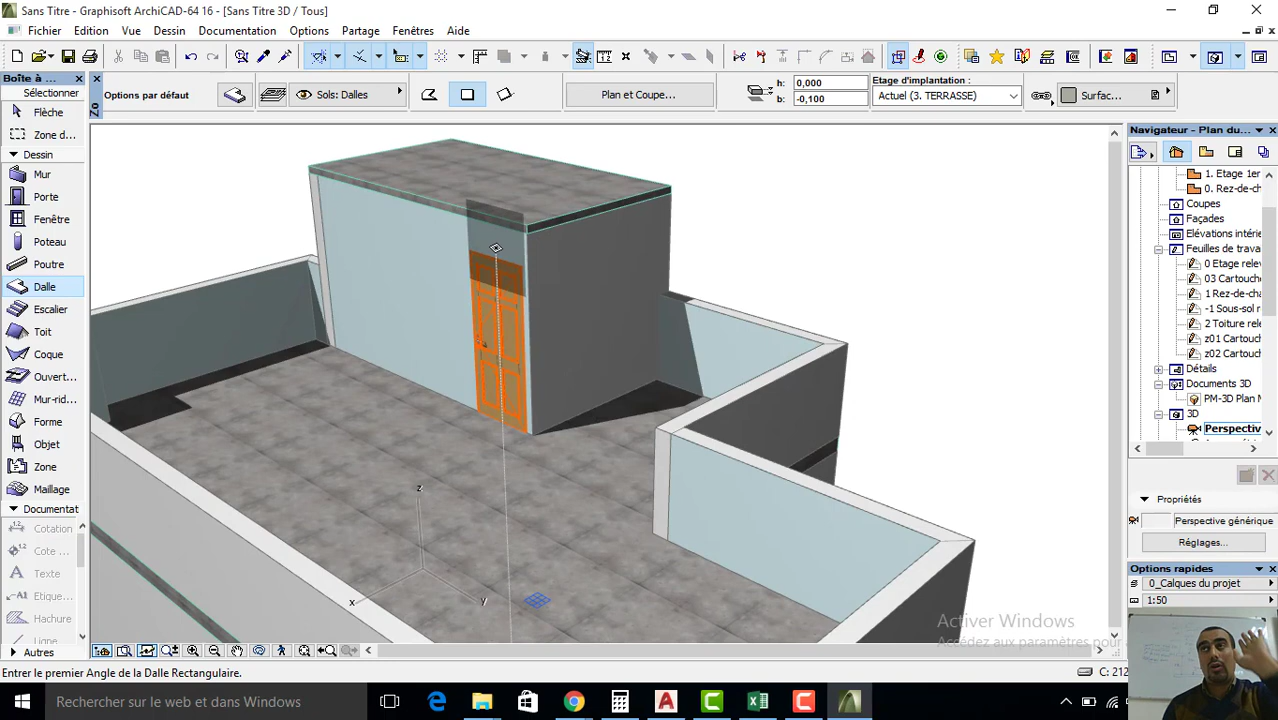 Sans Titre - Graphisoft ArchiCAD-64 16 - [Sans Titre 3D / Tous]
Fichier Edition Vue Dessin Documentation Options Partage Fenêtres Aide
Boîte à ...
Sélectionner
Flèche
Zone d...
Dessin
Mur
Porte
Fenêtre
Poteau
Poutre
Dalle
Escalier
Toit
Coque
Ouvert...
Mur-rid...
Forme
Objet
Zone
Maillage
Documentat
Cotation
Cote ...
Texte
Etique...
Hachure
Ligne
Autres
Options par défaut
Sols: Dalles
Plan et Coupe...
h: 0,000
b: -0,100
Etage d'implantation :
Actuel (3. TERRASSE)
Surfac...
z
x
y
Navigateur - Plan du...
1. Etage 1er
0. Rez-de-ch
Coupes
Façades
Elévations intérie
Feuilles de trava
0 Etage relev
03 Cartouch
1 Rez-de-cha
-1 Sous-sol r
2 Toiture rele
z01 Cartouch
z02 Cartouch
Détails
Documents 3D
PM-3D Plan M
3D
Perspectiv
Propriétés
Perspective générique
Réglages...
Options rapides
0_Calques du projet
1:50
Activer Windows
Accédez aux paramètres pour
Entrer le premier Angle de la Dalle Rectangulaire.
C: 212
Rechercher sur le web et dans Windows